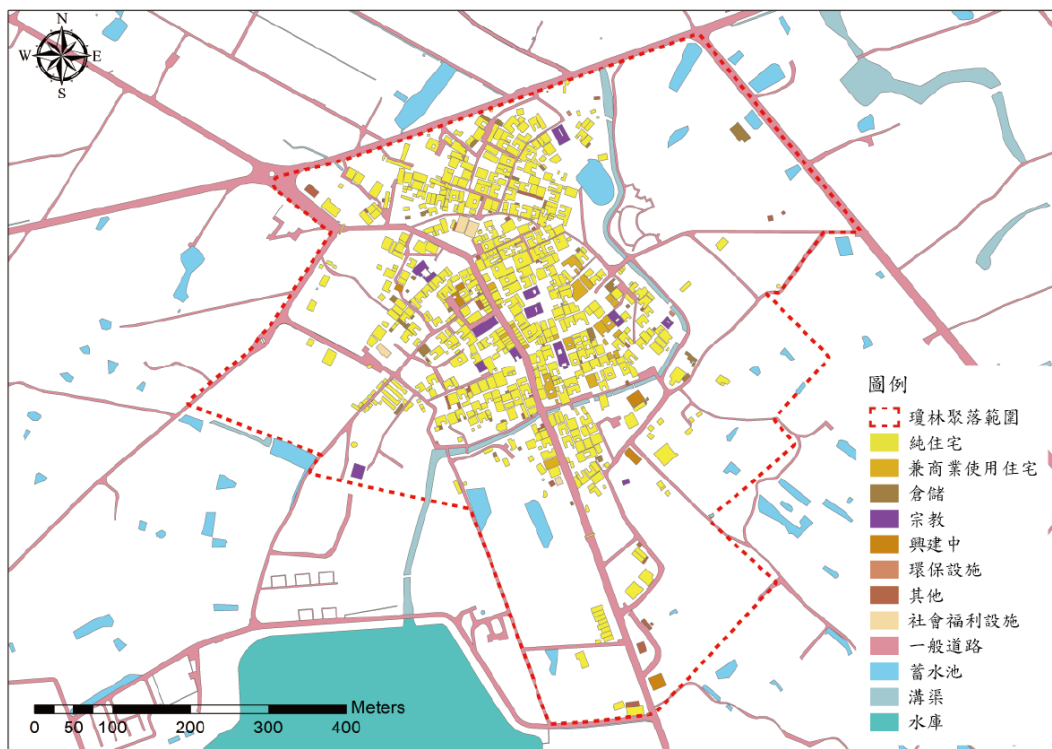 N
W E
S
圖例
瓊林聚落範圍
純住宅
兼商業使用住宅
倉儲
宗教
興建中
環保設施
其他
社會福利設施
一般道路
蓄水池
溝渠
水庫
Meters
0 50 100 200 300 400